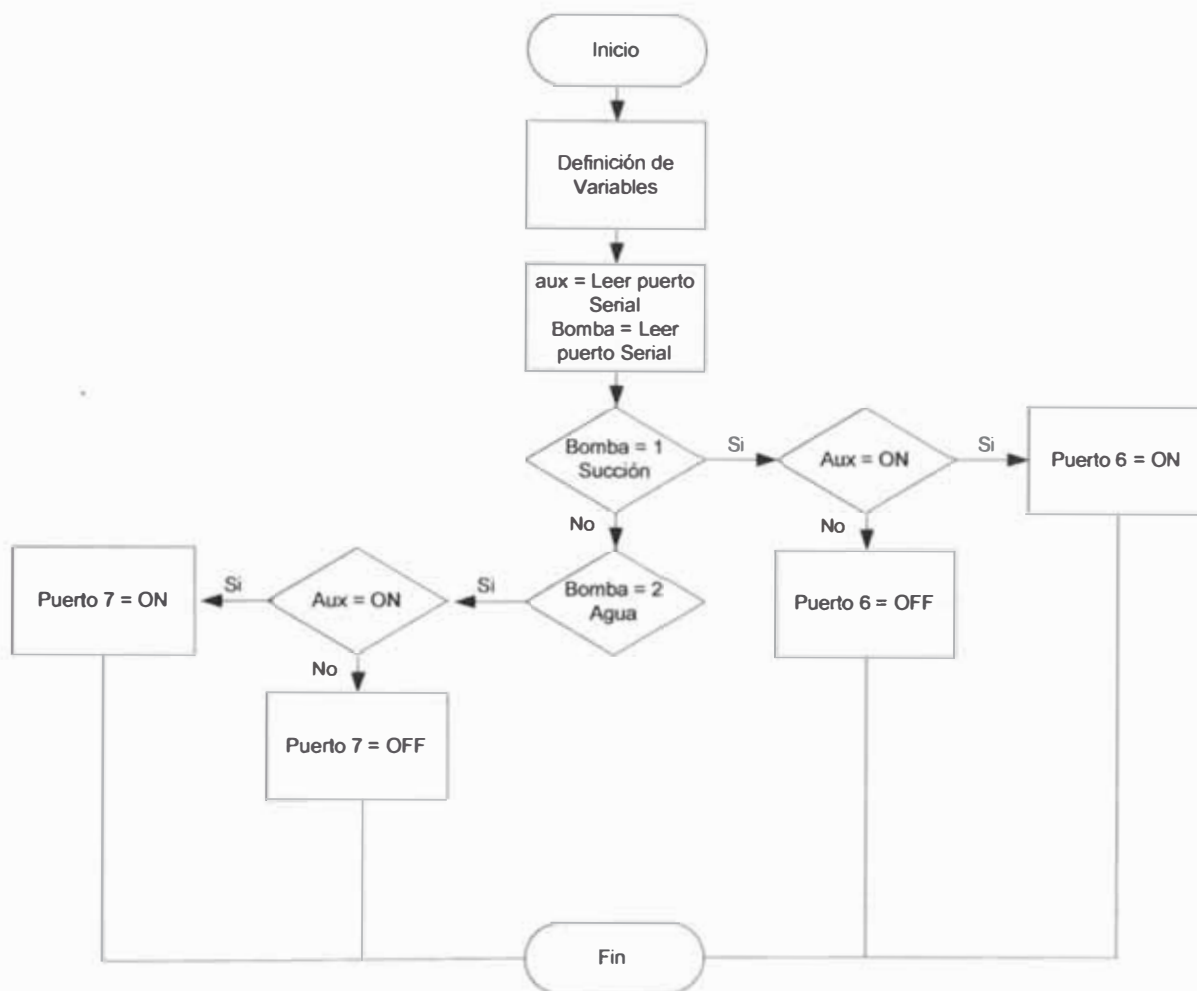 Inicio
Definición de
Variables
aux = Leer puerto
Serial
Bomba = Leer
puerto Serial
Bomba = 1
Succión
Si
Aux = ON
Si
Puerto 6 = ON
No
No
Puerto 7 = ON
Si
Aux = ON
Si
Bomba = 2
Agua
Puerto 6 = OFF
No
Puerto 7 = OFF
Fin